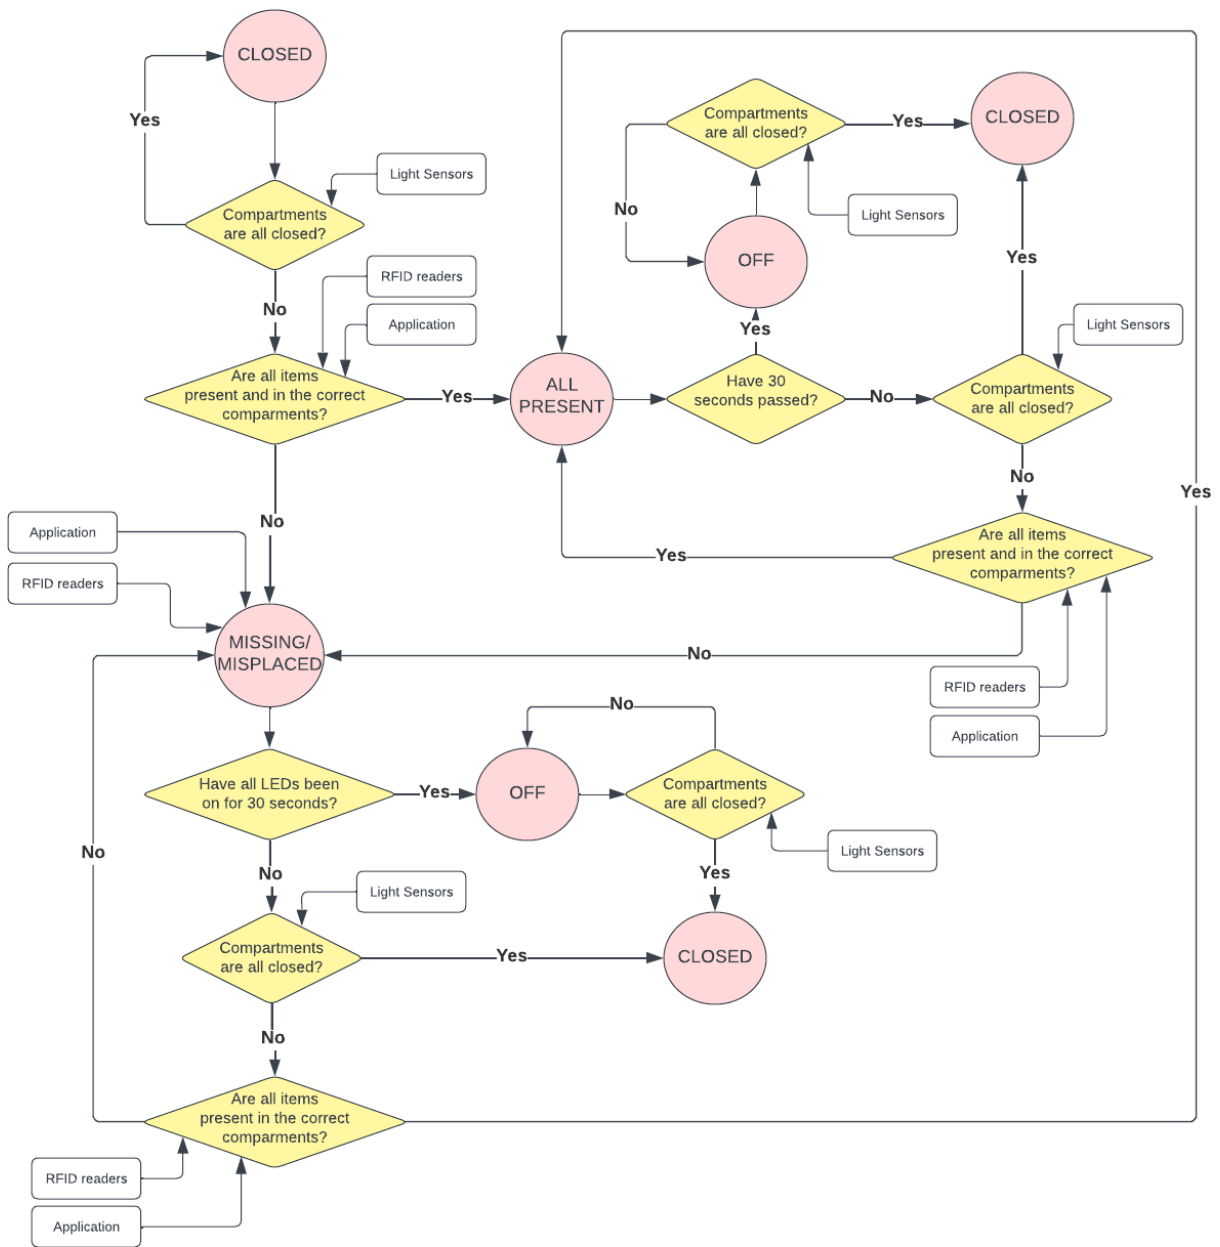 CLOSED
Yes
Light Sensors
Compartments
are all closed?
No
RFID readers
Application
Are all items
present and in the correct
comparments?
Yes
ALL
PRESENT
Have 30
seconds passed?
Yes
OFF
No
Compartments
are all closed?
Light Sensors
Yes
CLOSED
No
Compartments
are all closed?
Light Sensors
Yes
No
Are all items
present and in the correct
comparments?
Yes
RFID readers
Application
No
Yes
No
Application
RFID readers
MISSING/
MISPLACED
Have all LEDs been
on for 30 seconds?
Yes
OFF
No
Compartments
are all closed?
Light Sensors
Yes
CLOSED
No
Light Sensors
Compartments
are all closed?
Yes
No
Are all items
present in the correct
comparments?
No
RFID readers
Application